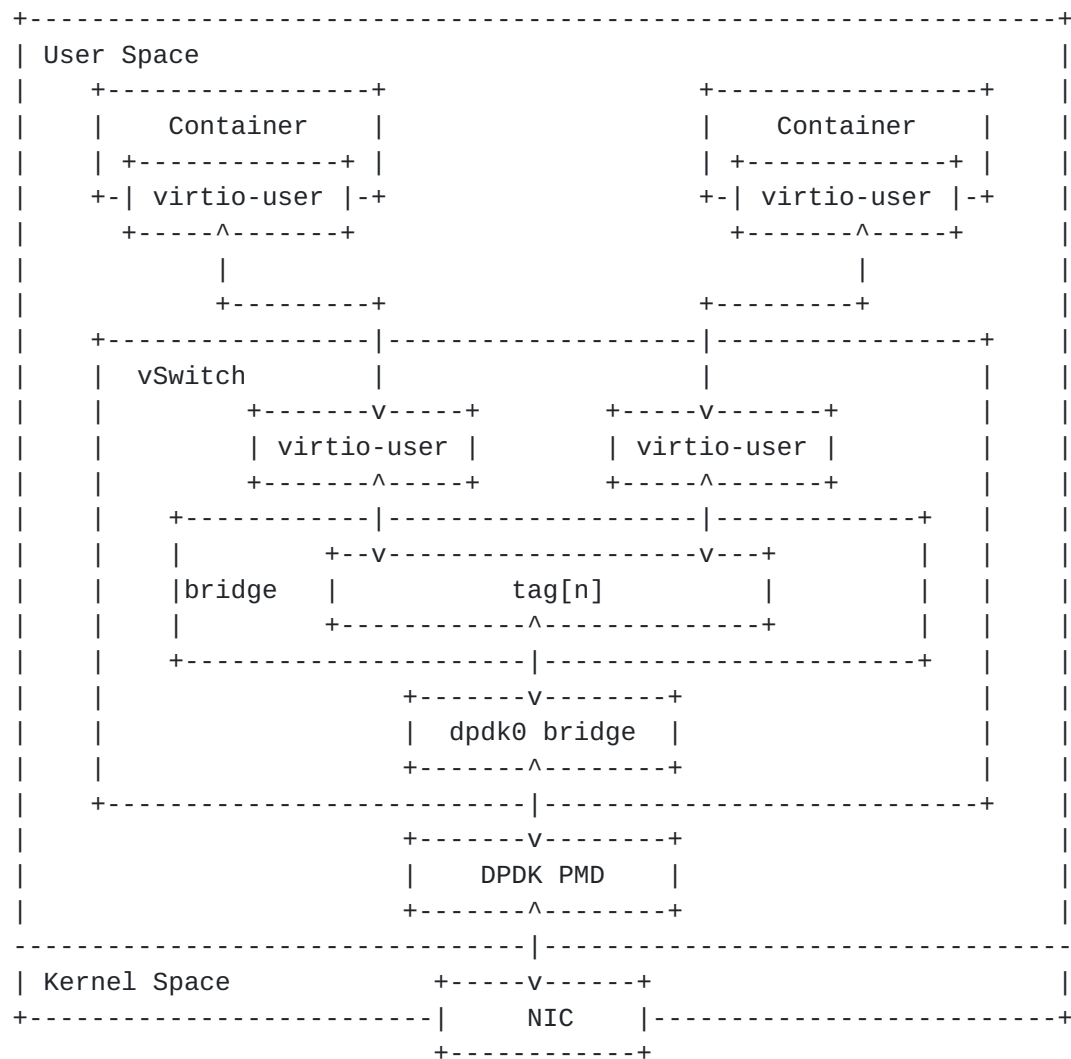 User Space
Container Container
virtio-user virtio-user
vSwitch
virtio-user virtio-user
bridge tag[n]
dpdk0 bridge
DPDK PMD
Kernel Space
NIC